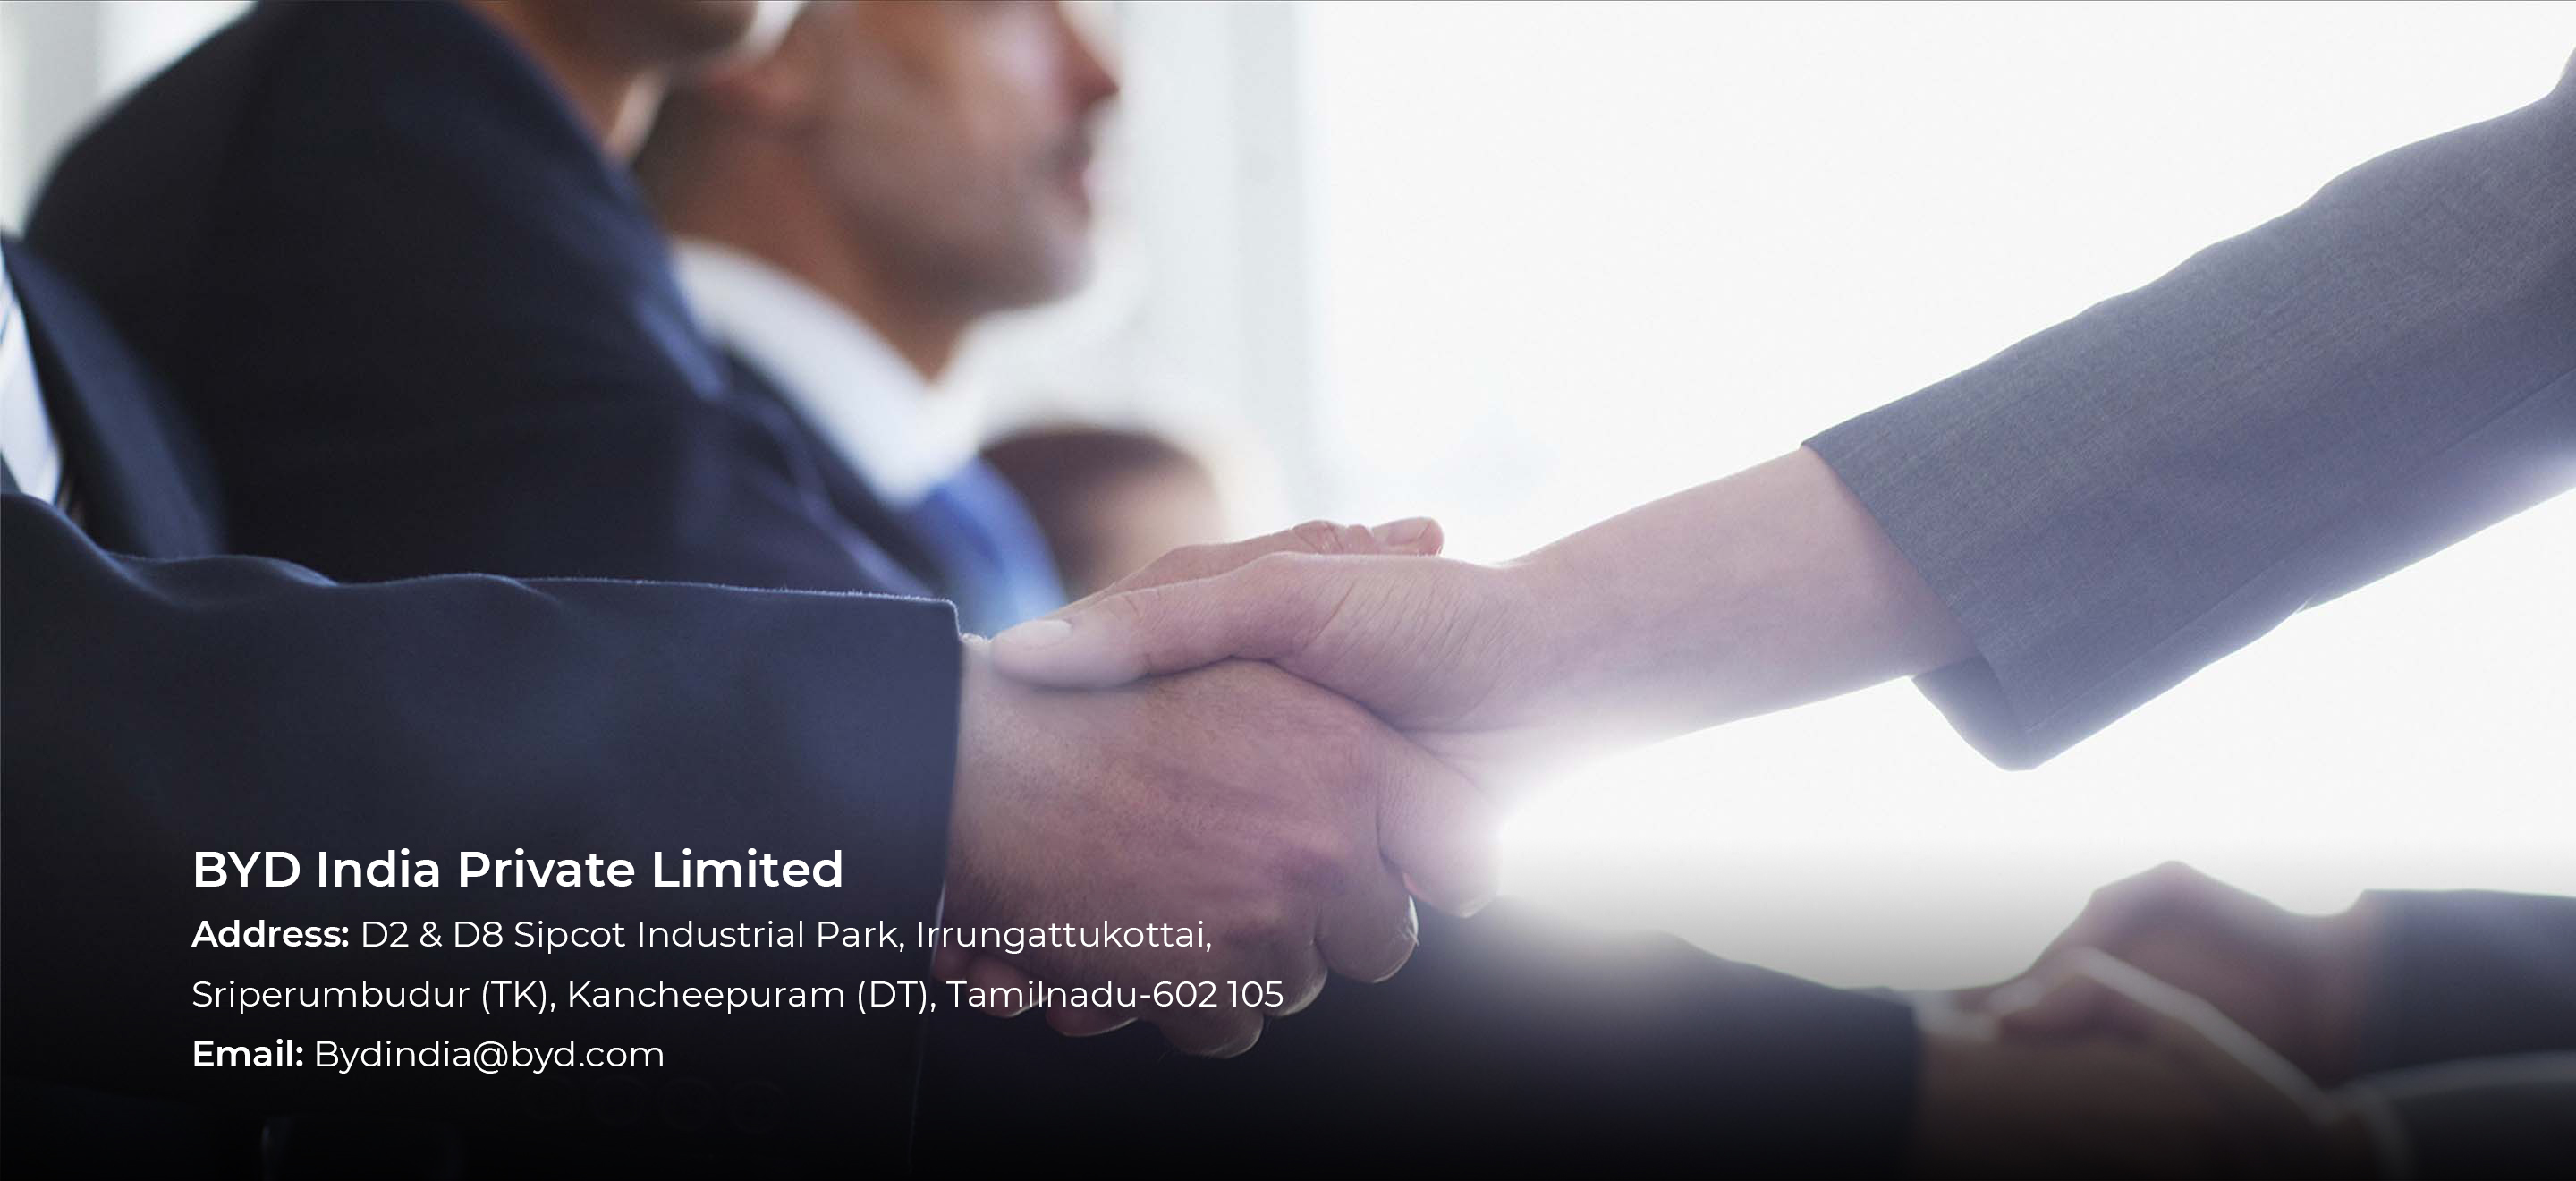 BYD India Private Limited
Address: D2 & D8 Sipcot Industrial Park, Irrungattukottai,
Sriperumbudur (TK), Kancheepuram (DT), Tamilnadu-602 105
Email: Bydindia@byd.com